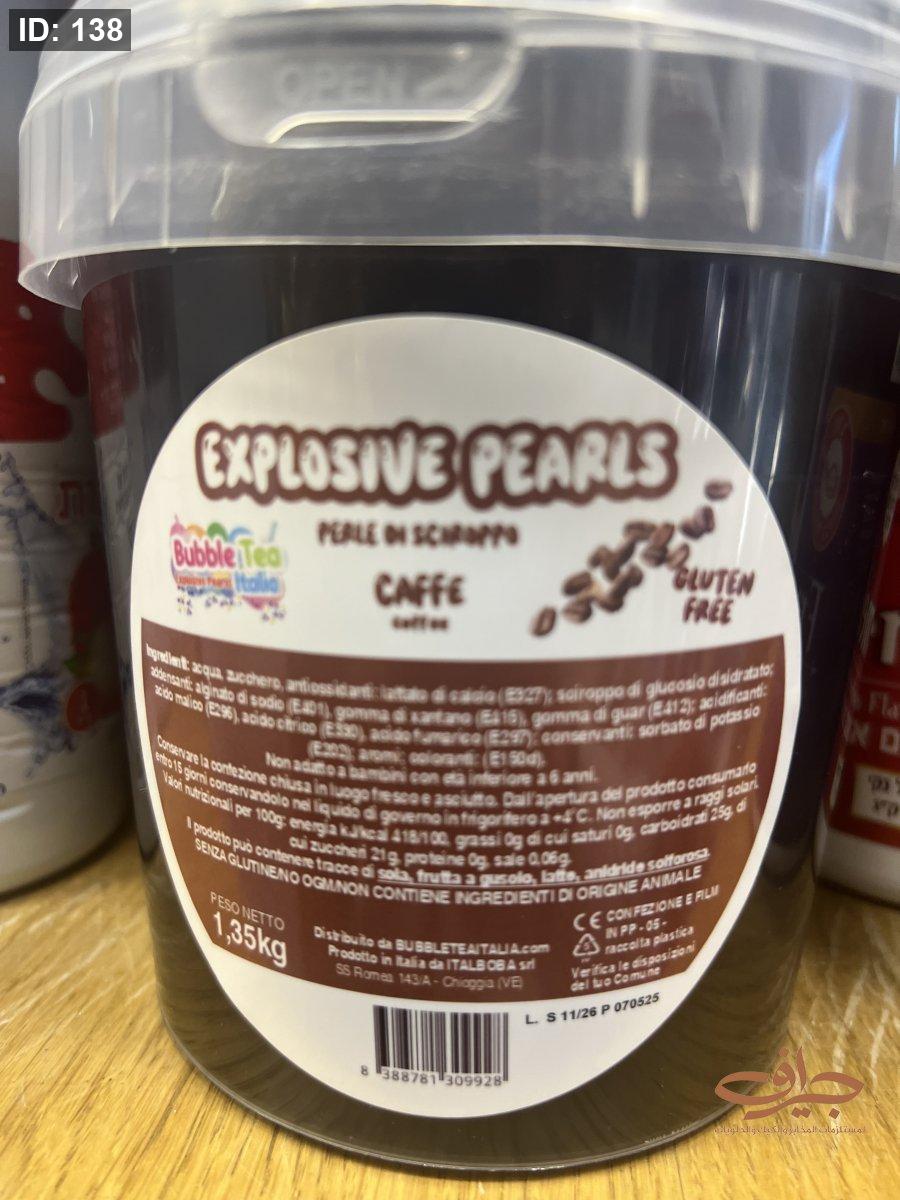 ID: 138
OPEN
EXPLOSIVE PEARLS
PERLE DI SCIROPPO
Bubble Tea
Explosive Pearls Italia
CAFFE
coffee
GLUTEN
FREE
Ingredienti: acqua, zucchero, antiossidanti: lattato di calcio (E327); sciroppo di glucosio disidratato;
addensanti: alginato di sodio (E401), gomma di xantano (E415), gomma di guar (E412); acidificanti:
acido malico (E296), acido citrico (E330), acido fumarico (E297); conservanti: sorbato di potassio
(E202); aromi; coloranti: (E150d).
Non adatto a bambini con età inferiore a 6 anni.
Conservare la confezione chiusa in luogo fresco e asciutto. Dall'apertura del prodotto consumarlo
entro 15 giorni conservandolo nel liquido di governo in frigorifero a +4°C. Non esporre a raggi solari.
Valori nutrizionali per 100g: energia kJ/kcal 418/100, grassi 0g di cui saturi 0g, carboidrati 25g, di
cui zuccheri 21g, proteine 0g, sale 0,06g.
Il prodotto può contenere tracce di soia, frutta a guscio, latte, anidride solforosa.
SENZA GLUTINE/NO OGM/NON CONTIENE INGREDIENTI DI ORIGINE ANIMALE
PESO NETTO
1,35kg
Distribuito da BUBBLETEAITALIA.com
Prodotto in Italia da ITALBOBA srl
SS Romea 143/A - Chioggia (VE)
CE CONFEZIONE E FILM
IN PP - 05 -
raccolta plastica
Verifica le disposizioni
del tuo Comune
L. S 11/26 P 070525
8 388781 309928
جراف
لمستلزمات المخابز والكيك والحلويات